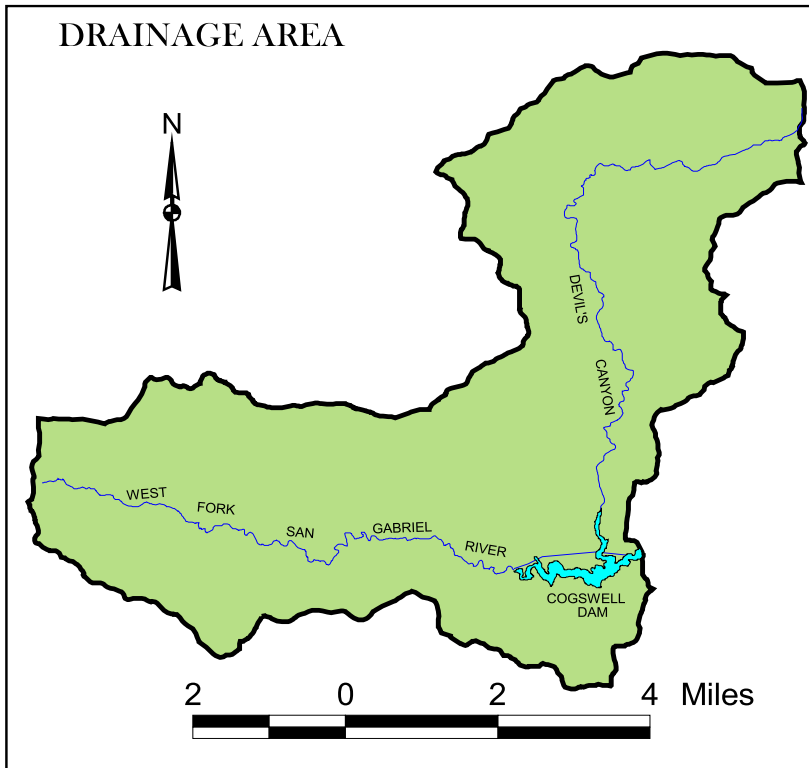 DRAINAGE AREA
N
DEVIL'S
CANYON
WEST FORK SAN GABRIEL RIVER
COGSWELL
DAM
2 0 2 4 Miles